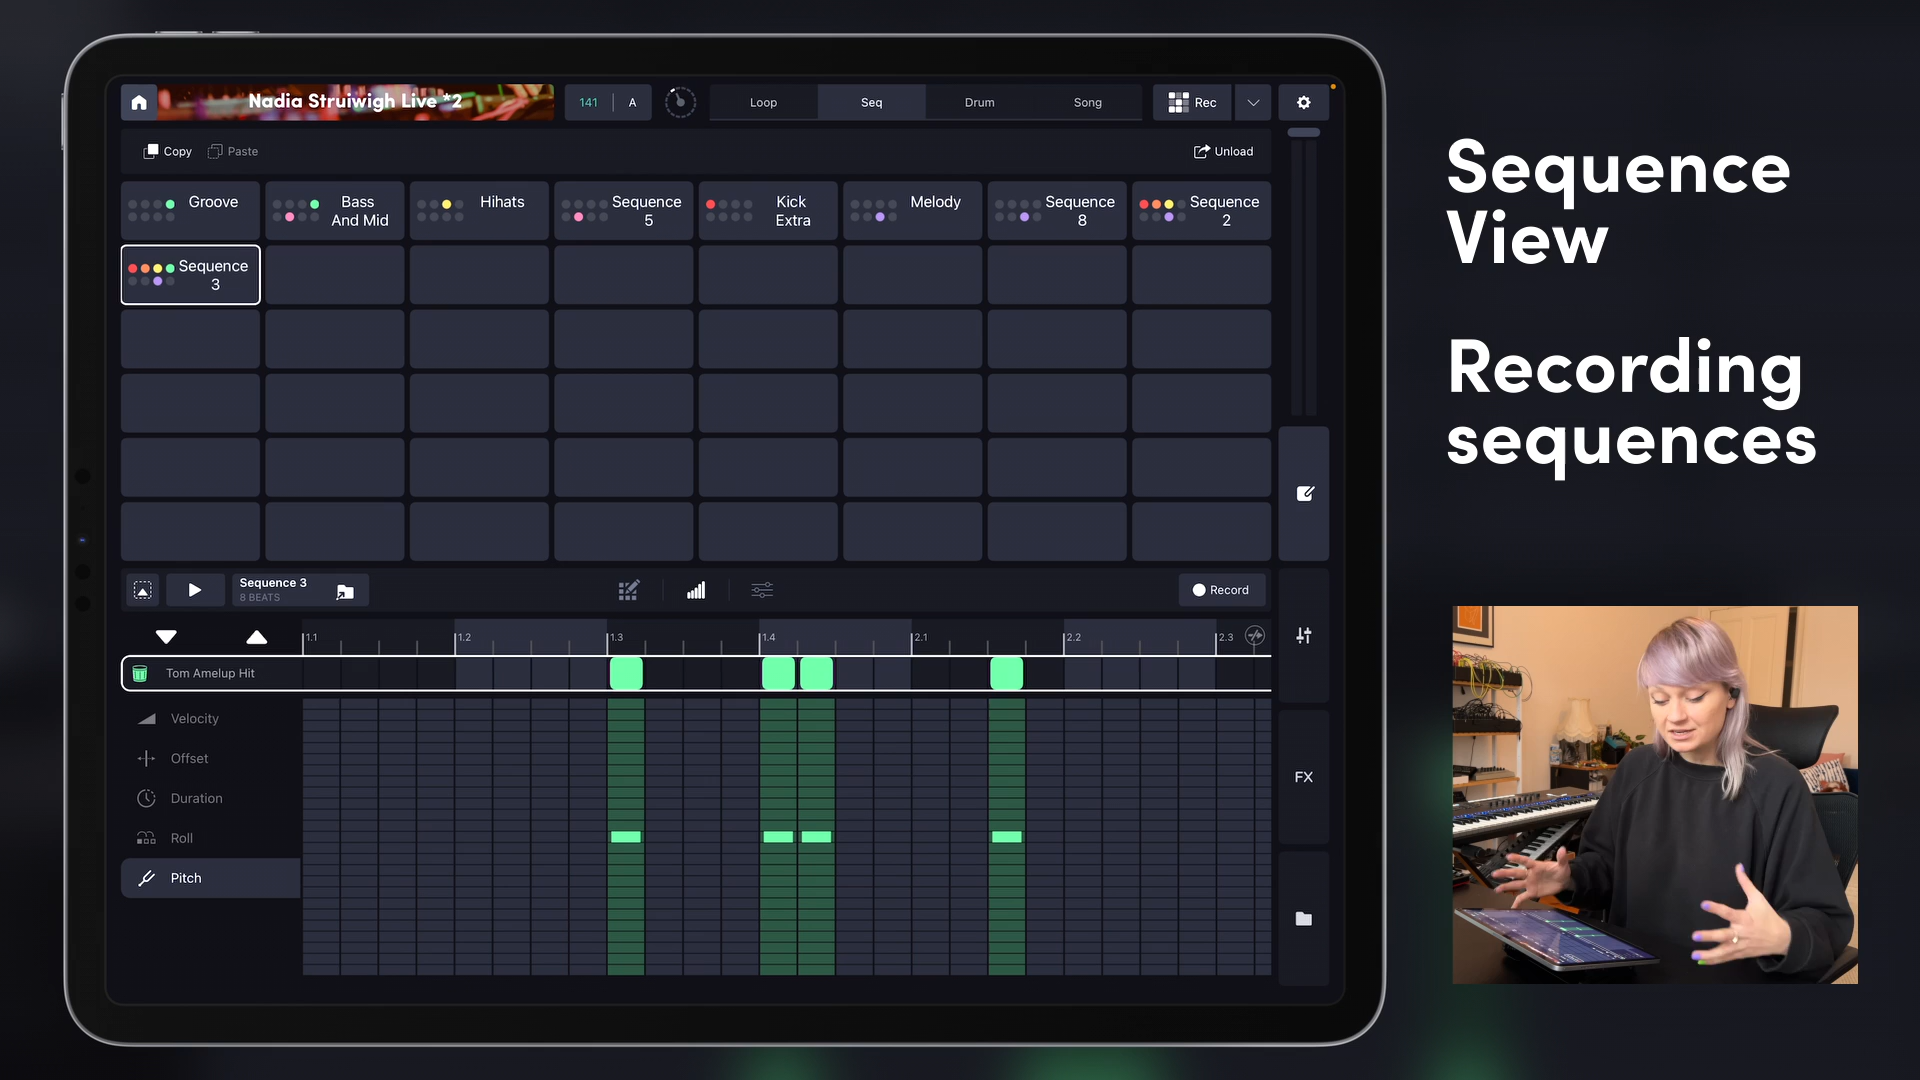 Nadia Struiwigh Live *2
141
A
Loop
Seq
Drum
Song
Rec
Copy
Paste
Unload
Groove
Bass
And Mid
Hihats
Sequence
5
Kick
Extra
Melody
Sequence
8
Sequence
2
Sequence
3
Sequence 3
8 BEATS
Record
1.1
1.2
1.3
1.4
2.1
2.2
2.3
Tom Amelup Hit
Velocity
Offset
Duration
Roll
Pitch
FX
Sequence
View
Recording
sequences